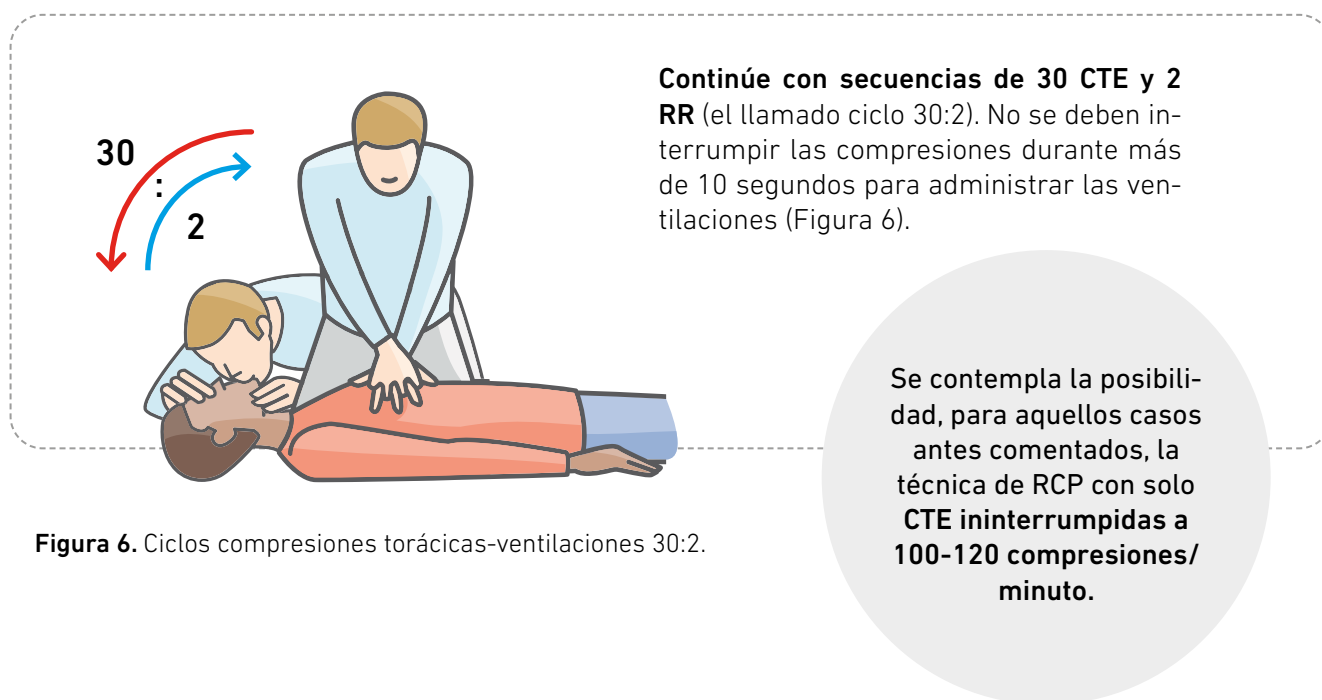 30
:
2
Continúe con secuencias de 30 CTE y 2
RR (el llamado ciclo 30:2). No se deben in-
terrumpir las compresiones durante más
de 10 segundos para administrar las ven-
tilaciones (Figura 6).
Se contempla la posibili-
dad, para aquellos casos
antes comentados, la
técnica de RCP con solo
CTE ininterrumpidas a
100-120 compresiones/
minuto.
Figura 6. Ciclos compresiones torácicas-ventilaciones 30:2.